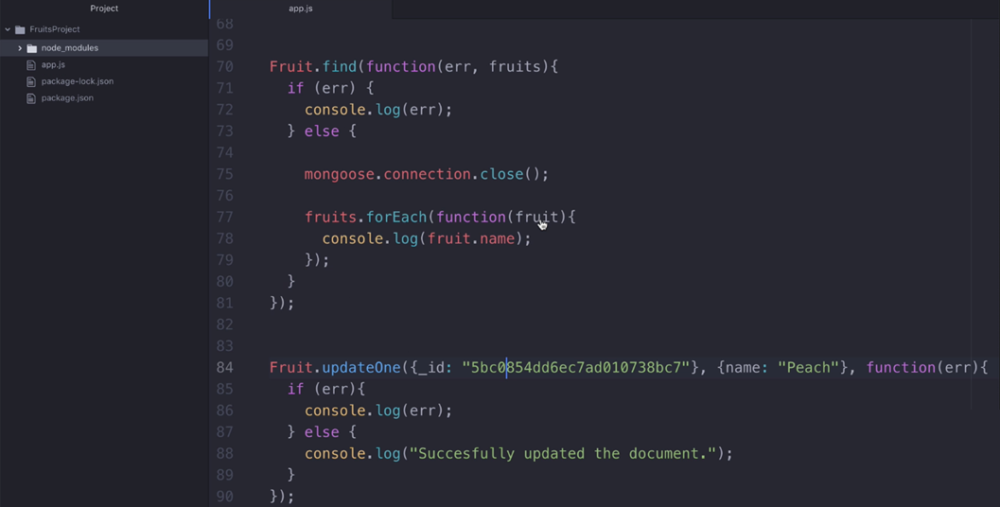 Project
app.js
FruitsProject
node_modules
app.js
package-lock.json
package.json
68
69
70 Fruit.find(function(err, fruits){
71 if (err) {
72 console.log(err);
73 } else {
74
75 mongoose.connection.close();
76
77 fruits.forEach(function(fruit){
78 console.log(fruit.name);
79 });
80 }
81 });
82
83
84 Fruit.updateOne({_id: "5bc0854dd6ec7ad010738bc7"}, {name: "Peach"}, function(err){
85 if (err){
86 console.log(err);
87 } else {
88 console.log("Succesfully updated the document.");
89 }
90 });